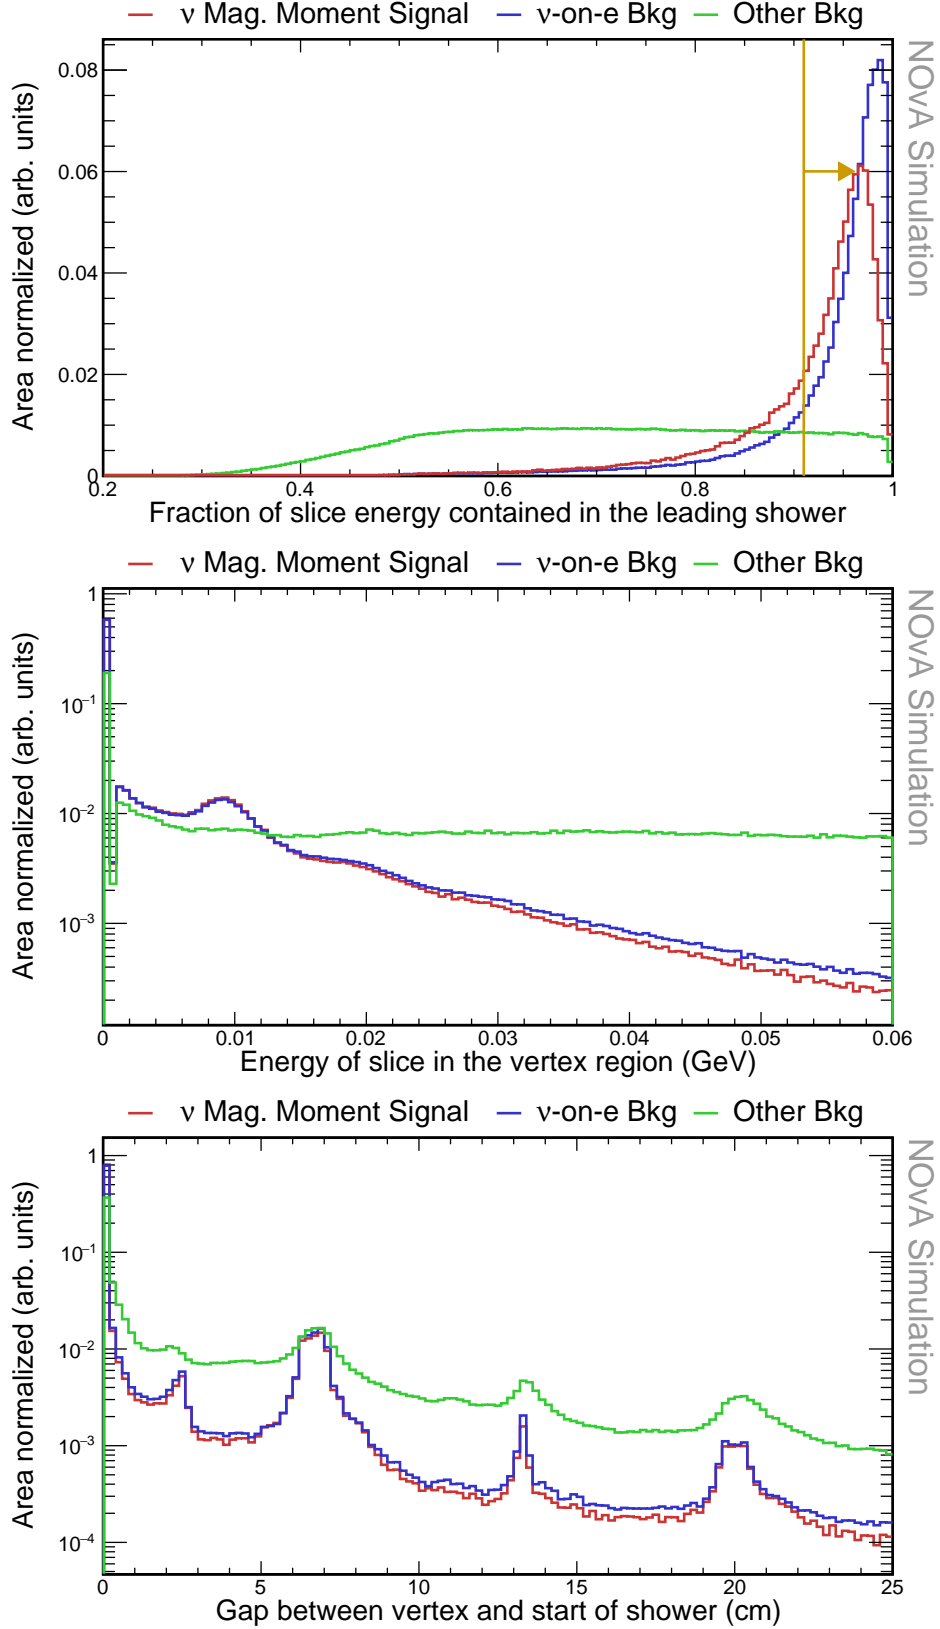 ν Mag. Moment Signal ν-on-e Bkg Other Bkg
NOvA Simulation
Area normalized (arb. units)
0.08
0.06
0.04
0.02
0
0.2 0.4 0.6 0.8 1
Fraction of slice energy contained in the leading shower
ν Mag. Moment Signal ν-on-e Bkg Other Bkg
NOvA Simulation
Area normalized (arb. units)
1
10⁻¹
10⁻²
10⁻³
0 0.01 0.02 0.03 0.04 0.05 0.06
Energy of slice in the vertex region (GeV)
ν Mag. Moment Signal ν-on-e Bkg Other Bkg
NOvA Simulation
Area normalized (arb. units)
1
10⁻¹
10⁻²
10⁻³
10⁻⁴
0 5 10 15 20 25
Gap between vertex and start of shower (cm)